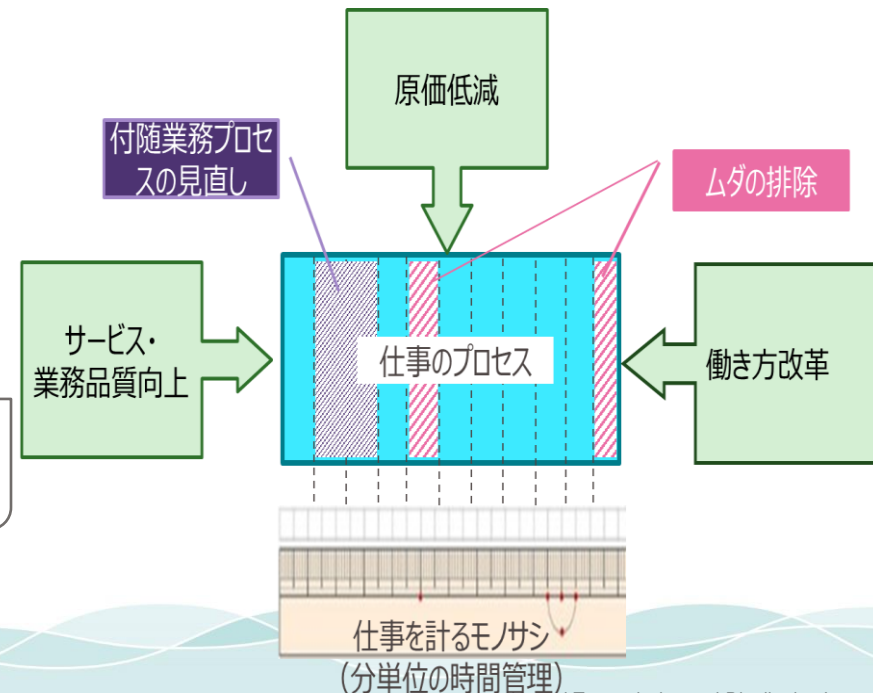 原価低減
付随業務プロセ
スの見直し
ムダの排除
サービス・
業務品質向上
仕事のプロセス
働き方改革
仕事を計るモノサシ
(分単位の時間管理)